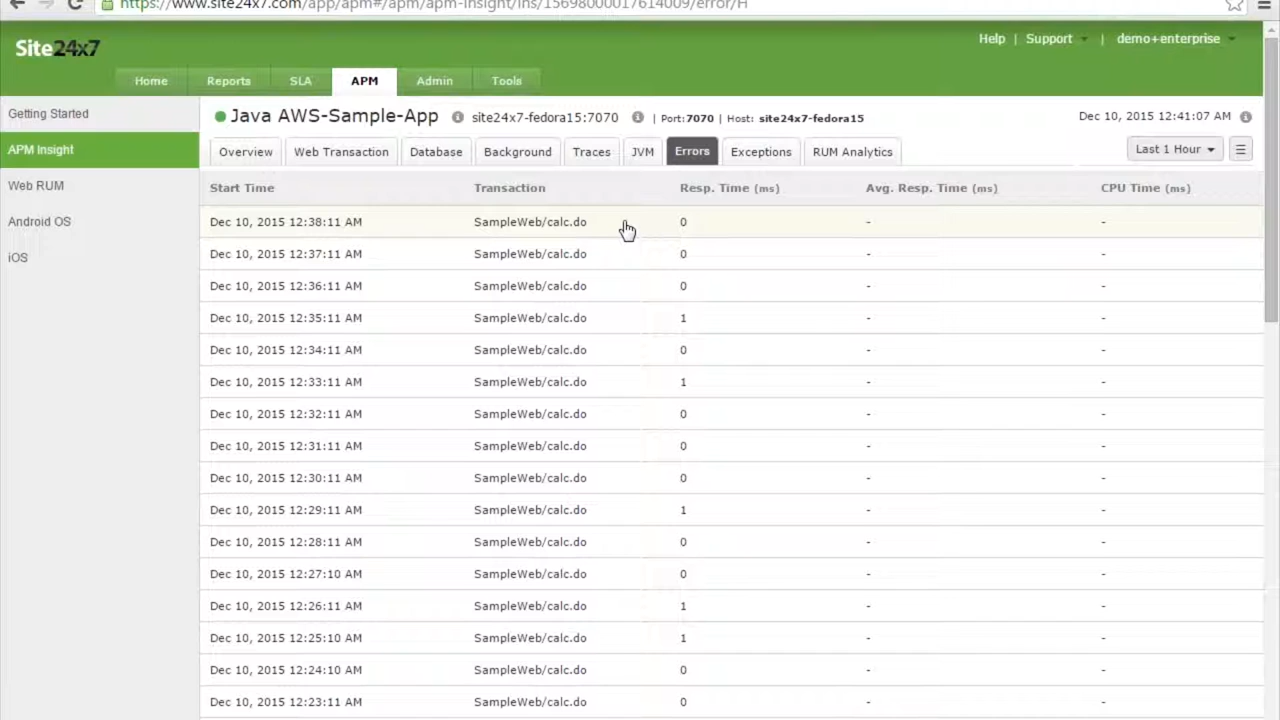 https://www.site24x7.com/app/apm#/apm/apm-insight/ins/15698000017614009/error/H
Site24x7
Help | Support | demo+enterprise
Home Reports SLA APM Admin Tools
Getting Started
APM Insight
Web RUM
Android OS
iOS
Java AWS-Sample-App site24x7-fedora15:7070 | Port:7070 | Host: site24x7-fedora15 Dec 10, 2015 12:41:07 AM
Overview Web Transaction Database Background Traces JVM Errors Exceptions RUM Analytics Last 1 Hour
Start Time Transaction Resp. Time (ms) Avg. Resp. Time (ms) CPU Time (ms)
Dec 10, 2015 12:38:11 AM SampleWeb/calc.do 0 - -
Dec 10, 2015 12:37:11 AM SampleWeb/calc.do 0 - -
Dec 10, 2015 12:36:11 AM SampleWeb/calc.do 0 - -
Dec 10, 2015 12:35:11 AM SampleWeb/calc.do 1 - -
Dec 10, 2015 12:34:11 AM SampleWeb/calc.do 0 - -
Dec 10, 2015 12:33:11 AM SampleWeb/calc.do 1 - -
Dec 10, 2015 12:32:11 AM SampleWeb/calc.do 0 - -
Dec 10, 2015 12:31:11 AM SampleWeb/calc.do 0 - -
Dec 10, 2015 12:30:11 AM SampleWeb/calc.do 0 - -
Dec 10, 2015 12:29:11 AM SampleWeb/calc.do 1 - -
Dec 10, 2015 12:28:11 AM SampleWeb/calc.do 0 - -
Dec 10, 2015 12:27:10 AM SampleWeb/calc.do 0 - -
Dec 10, 2015 12:26:11 AM SampleWeb/calc.do 1 - -
Dec 10, 2015 12:25:10 AM SampleWeb/calc.do 1 - -
Dec 10, 2015 12:24:10 AM SampleWeb/calc.do 0 - -
Dec 10, 2015 12:23:11 AM SampleWeb/calc.do 0 - -